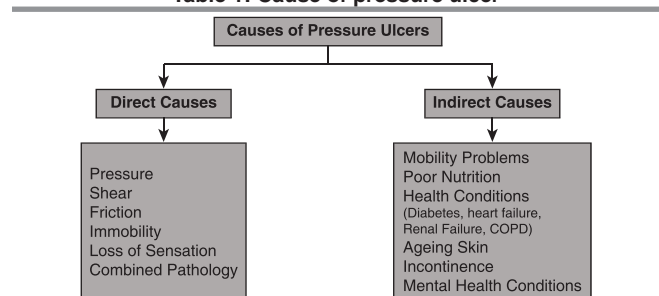 Table 1. Cause of pressure ulcer
Causes of Pressure Ulcers
Direct Causes
Indirect Causes
Pressure
Shear
Friction
Immobility
Loss of Sensation
Combined Pathology
Mobility Problems
Poor Nutrition
Health Conditions
(Diabetes, heart failure,
Renal Failure, COPD)
Ageing Skin
Incontinence
Mental Health Conditions